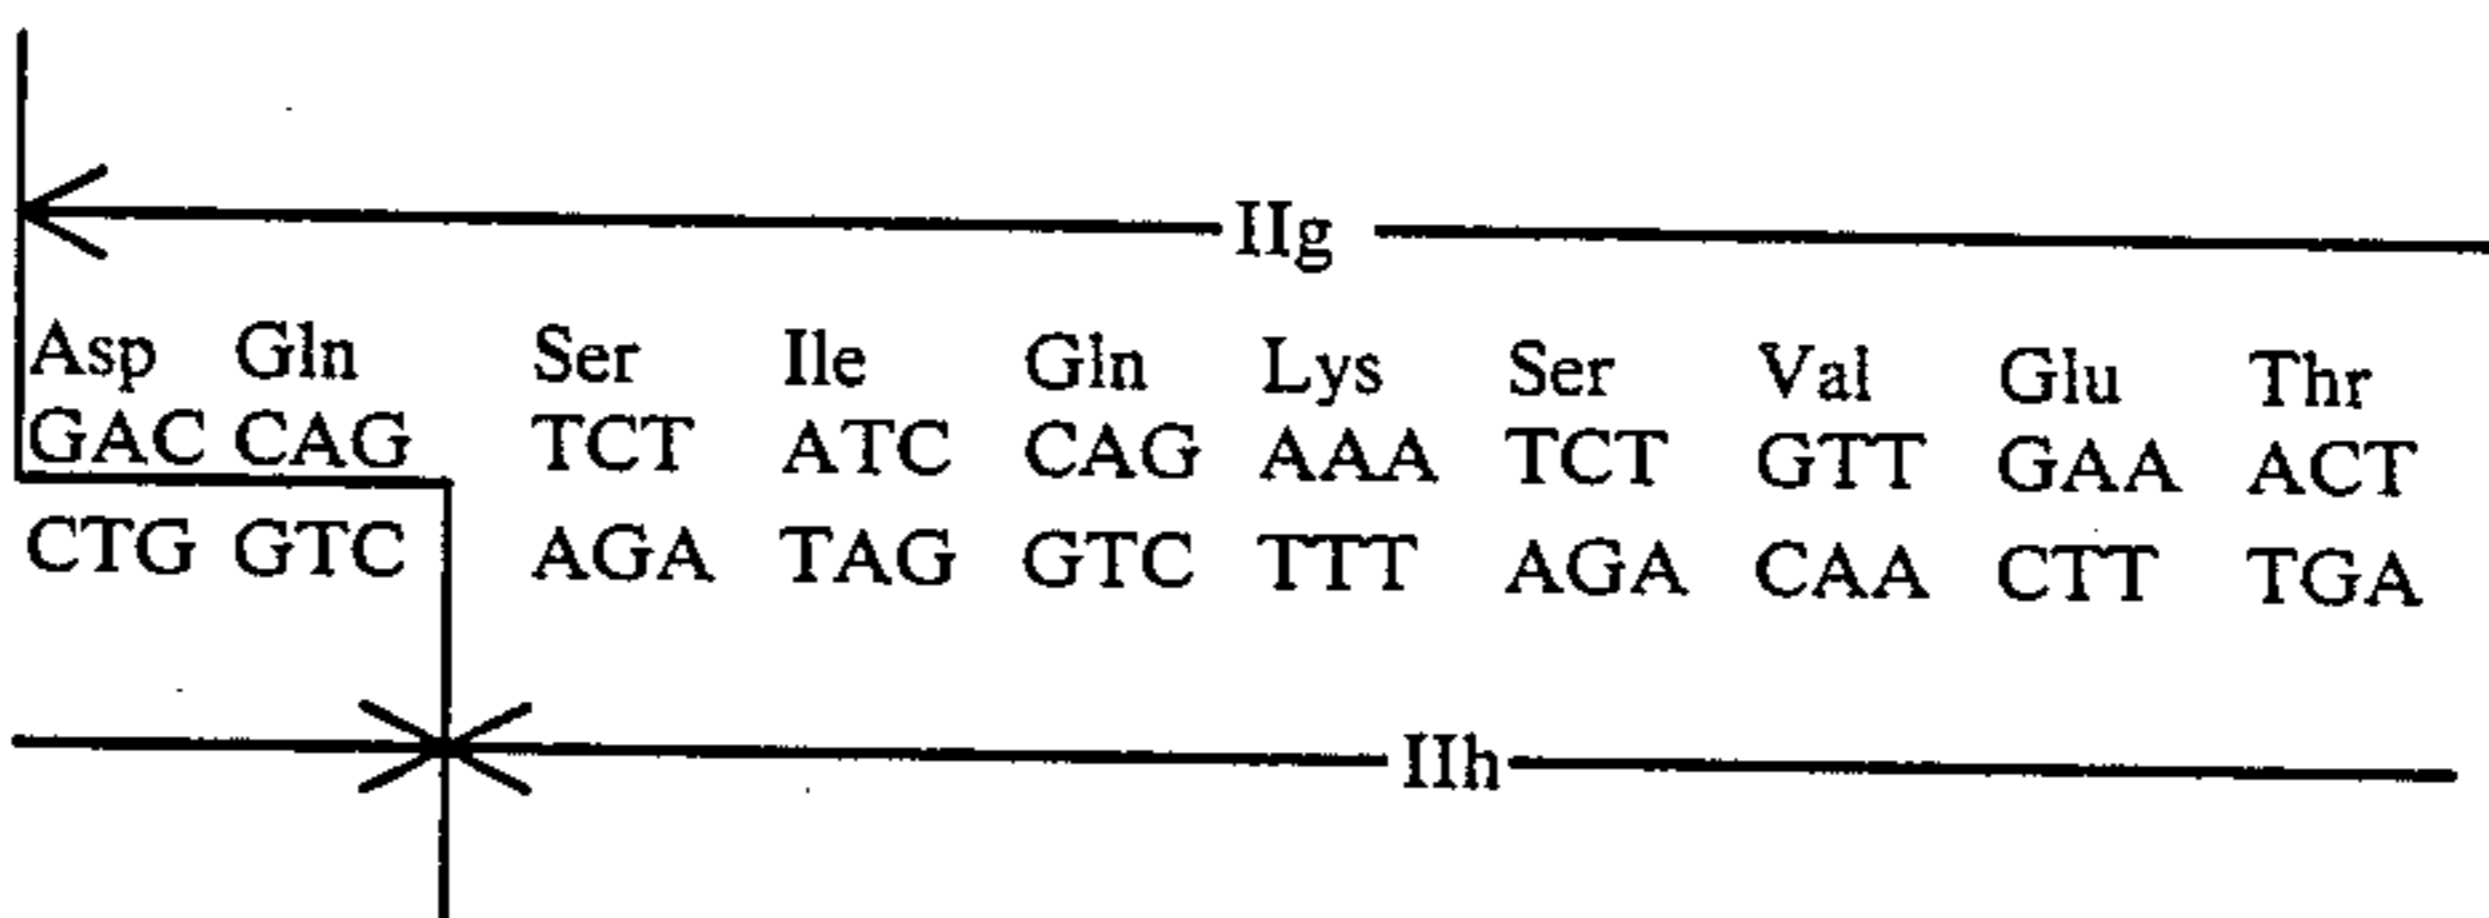 IIg
Asp Gln Ser Ile Gln Lys Ser Val Glu Thr
GAC CAG TCT ATC CAG AAA TCT GTT GAA ACT
CTG GTC AGA TAG GTC TTT AGA CAA CTT TGA
IIh